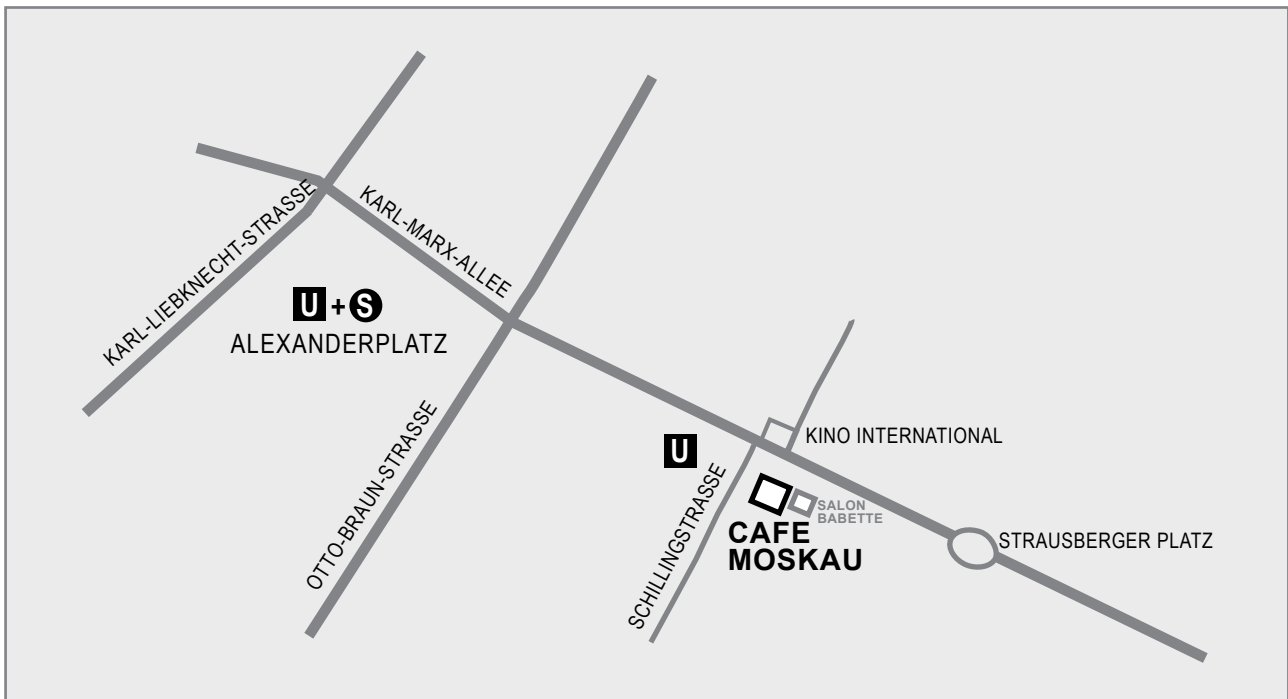 KARL-LIEBKNECHT-STRASSE
KARL-MARX-ALLEE
U+S
ALEXANDERPLATZ
OTTO-BRAUN-STRASSE
U
SCHILLINGSTRASSE
KINO INTERNATIONAL
SALON
BABETTE
CAFE
MOSKAU
STRAUSBERGER PLATZ